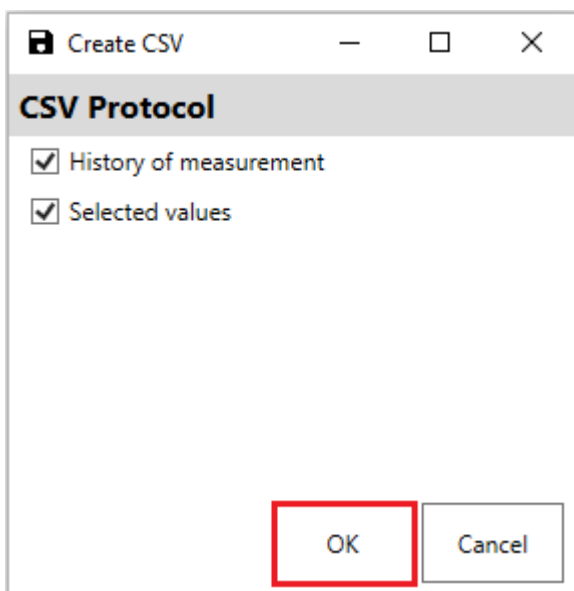 Create CSV
CSV Protocol
History of measurement
Selected values
OK
Cancel